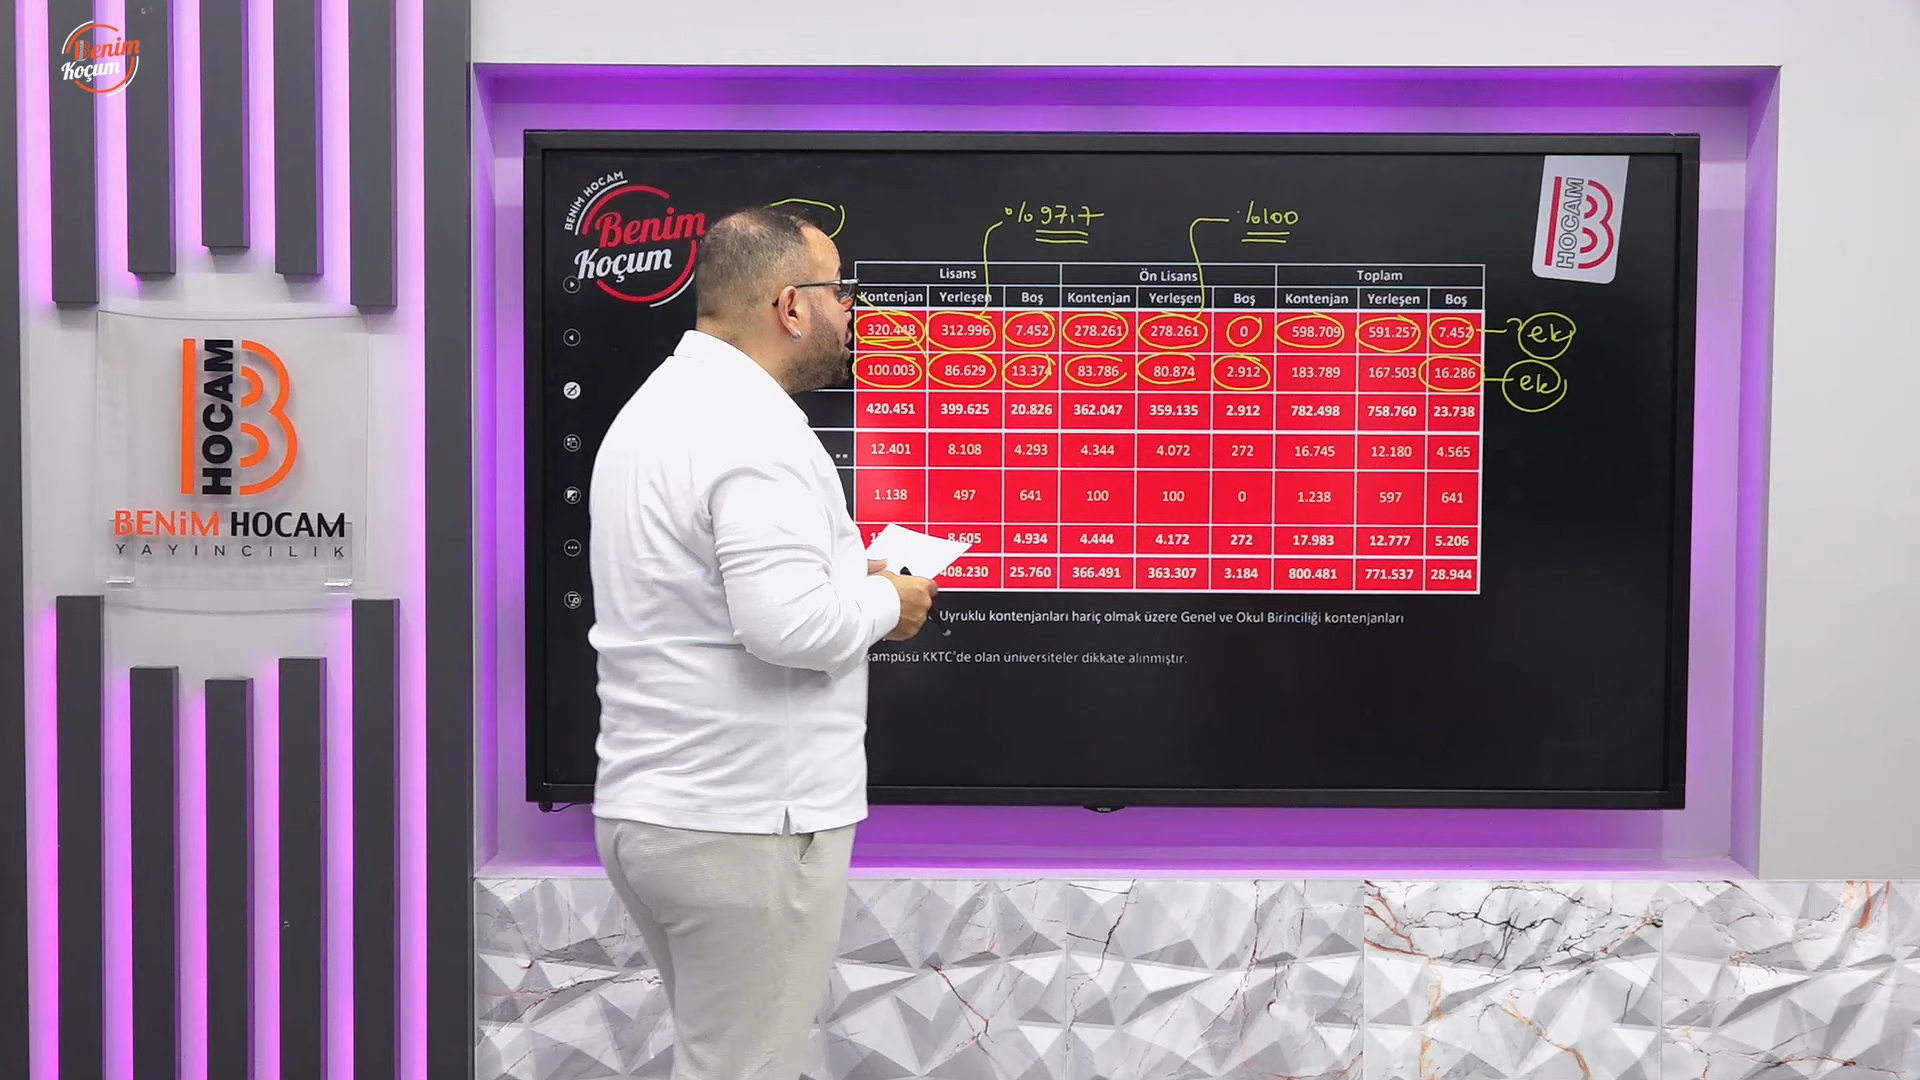 Benim
Koçum
BENİM HOCAM
YAYINCILIK
HOCAM
BENİM HOCAM
Benim
Koçum
HOCAM
%97,7
%100
Lisans Ön Lisans Toplam
Kontenjan Yerleşen Boş Kontenjan Yerleşen Boş Kontenjan Yerleşen Boş
320.448 312.996 7.452 278.261 278.261 0 598.709 591.257 7.452 ek
100.003 86.629 13.374 83.786 80.874 2.912 183.789 167.503 16.286 ek
420.451 399.625 20.826 362.047 359.135 2.912 782.498 758.760 23.738
12.401 8.108 4.293 4.344 4.072 272 16.745 12.180 4.565
1.138 497 641 100 100 0 1.238 597 641
8.605 4.934 4.444 4.172 272 17.983 12.777 5.206
408.230 25.760 366.491 363.307 3.184 800.481 771.537 28.944
Uyruklu kontenjanları hariç olmak üzere Genel ve Okul Birinciliği kontenjanları
kampüsü KKTC'de olan üniversiteler dikkate alınmıştır.